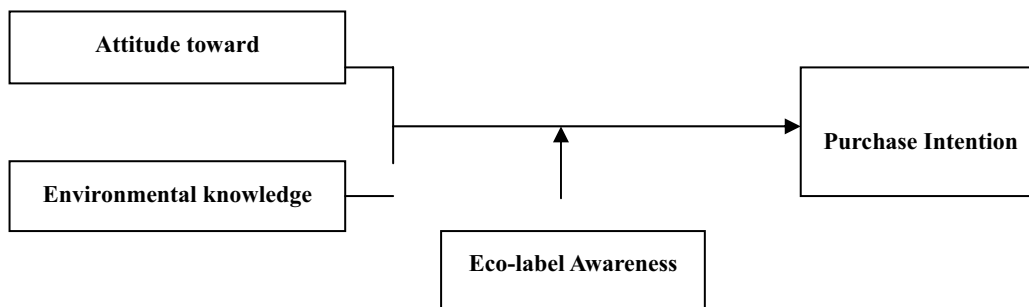 Attitude toward
Environmental knowledge
Purchase Intention
Eco-label Awareness